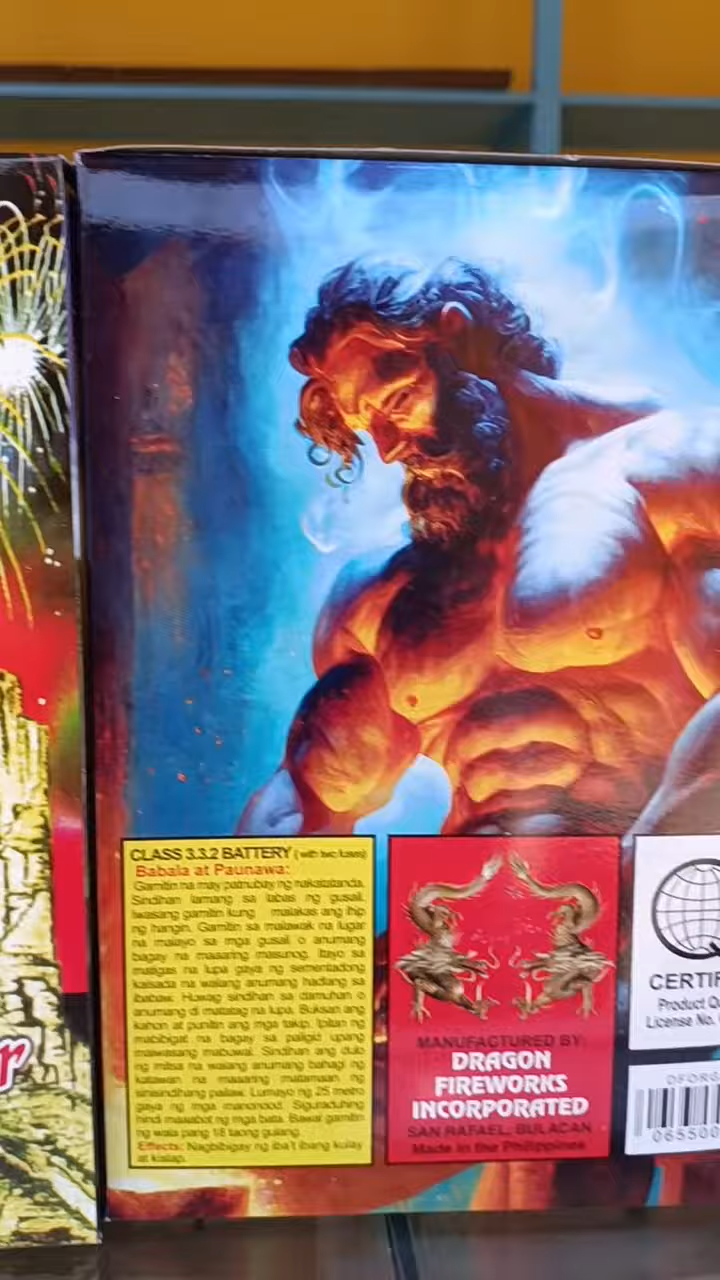 CLASS 3.3.2 BATTERY (with two fuses)
Babala at Paunawa:
Gamitin na may patnubay ng nakatatanda.
Sindihan lamang sa labas ng gusali.
Iwasang gamitin kung malakas ang ihip
ng hangin. Gamitin sa malawak na lugar
na malayo sa mga gusali o anumang
bagay na maaaring masunog. Itayo sa
matigas na lupa gaya ng sementadong
kalsada na walang anumang hadlang sa
ibabaw. Huwag sindihan sa damuhan o
anumang di matatag na lupa. Buksan ang
kahon at punitin ang mga takip. Ipitan ng
mabibigat na bagay sa paligid upang
maiwasang mabuwal. Sindihan ang dulo
ng mitsa na walang anumang bahagi ng
katawan na maaaring matamaan ng
sinisindihang pailaw. Lumayo ng 25 metro
gaya ng mga manonood. Siguraduhing
hindi maaabot ng mga bata. Bawal gamitin
ng wala pang 18 taong gulang.
Effects: Nagbibigay ng iba't ibang kulay
at kislap.
MANUFACTURED BY:
DRAGON
FIREWORKS
INCORPORATED
SAN RAFAEL, BULACAN
Made in the Philippines
CERTIF
Product Q
License No.
DFORG
065500
r